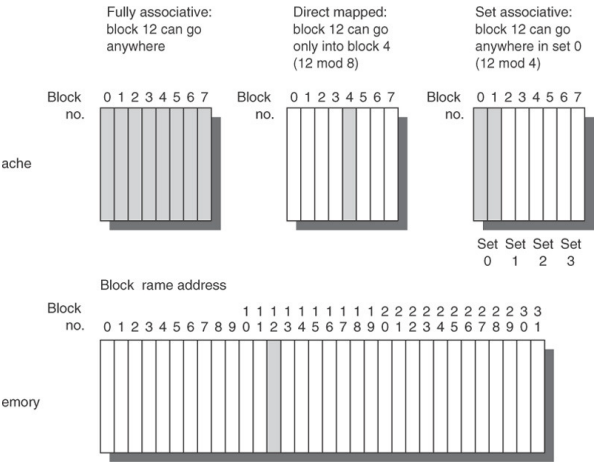 Fully associative:
block 12 can go
anywhere
Direct mapped:
block 12 can go
only into block 4
(12 mod 8)
Set associative:
block 12 can go
anywhere in set 0
(12 mod 4)
Block
no.
0 1 2 3 4 5 6 7
Block
no.
0 1 2 3 4 5 6 7
Block
no.
0 1 2 3 4 5 6 7
ache
Set Set Set Set
0 1 2 3
Block rame address
Block
no.
1 1 1 1 1 1 1 1 1 1 2 2 2 2 2 2 2 2 2 2 3 3
0 1 2 3 4 5 6 7 8 9 0 1 2 3 4 5 6 7 8 9 0 1 2 3 4 5 6 7 8 9 0 1
emory